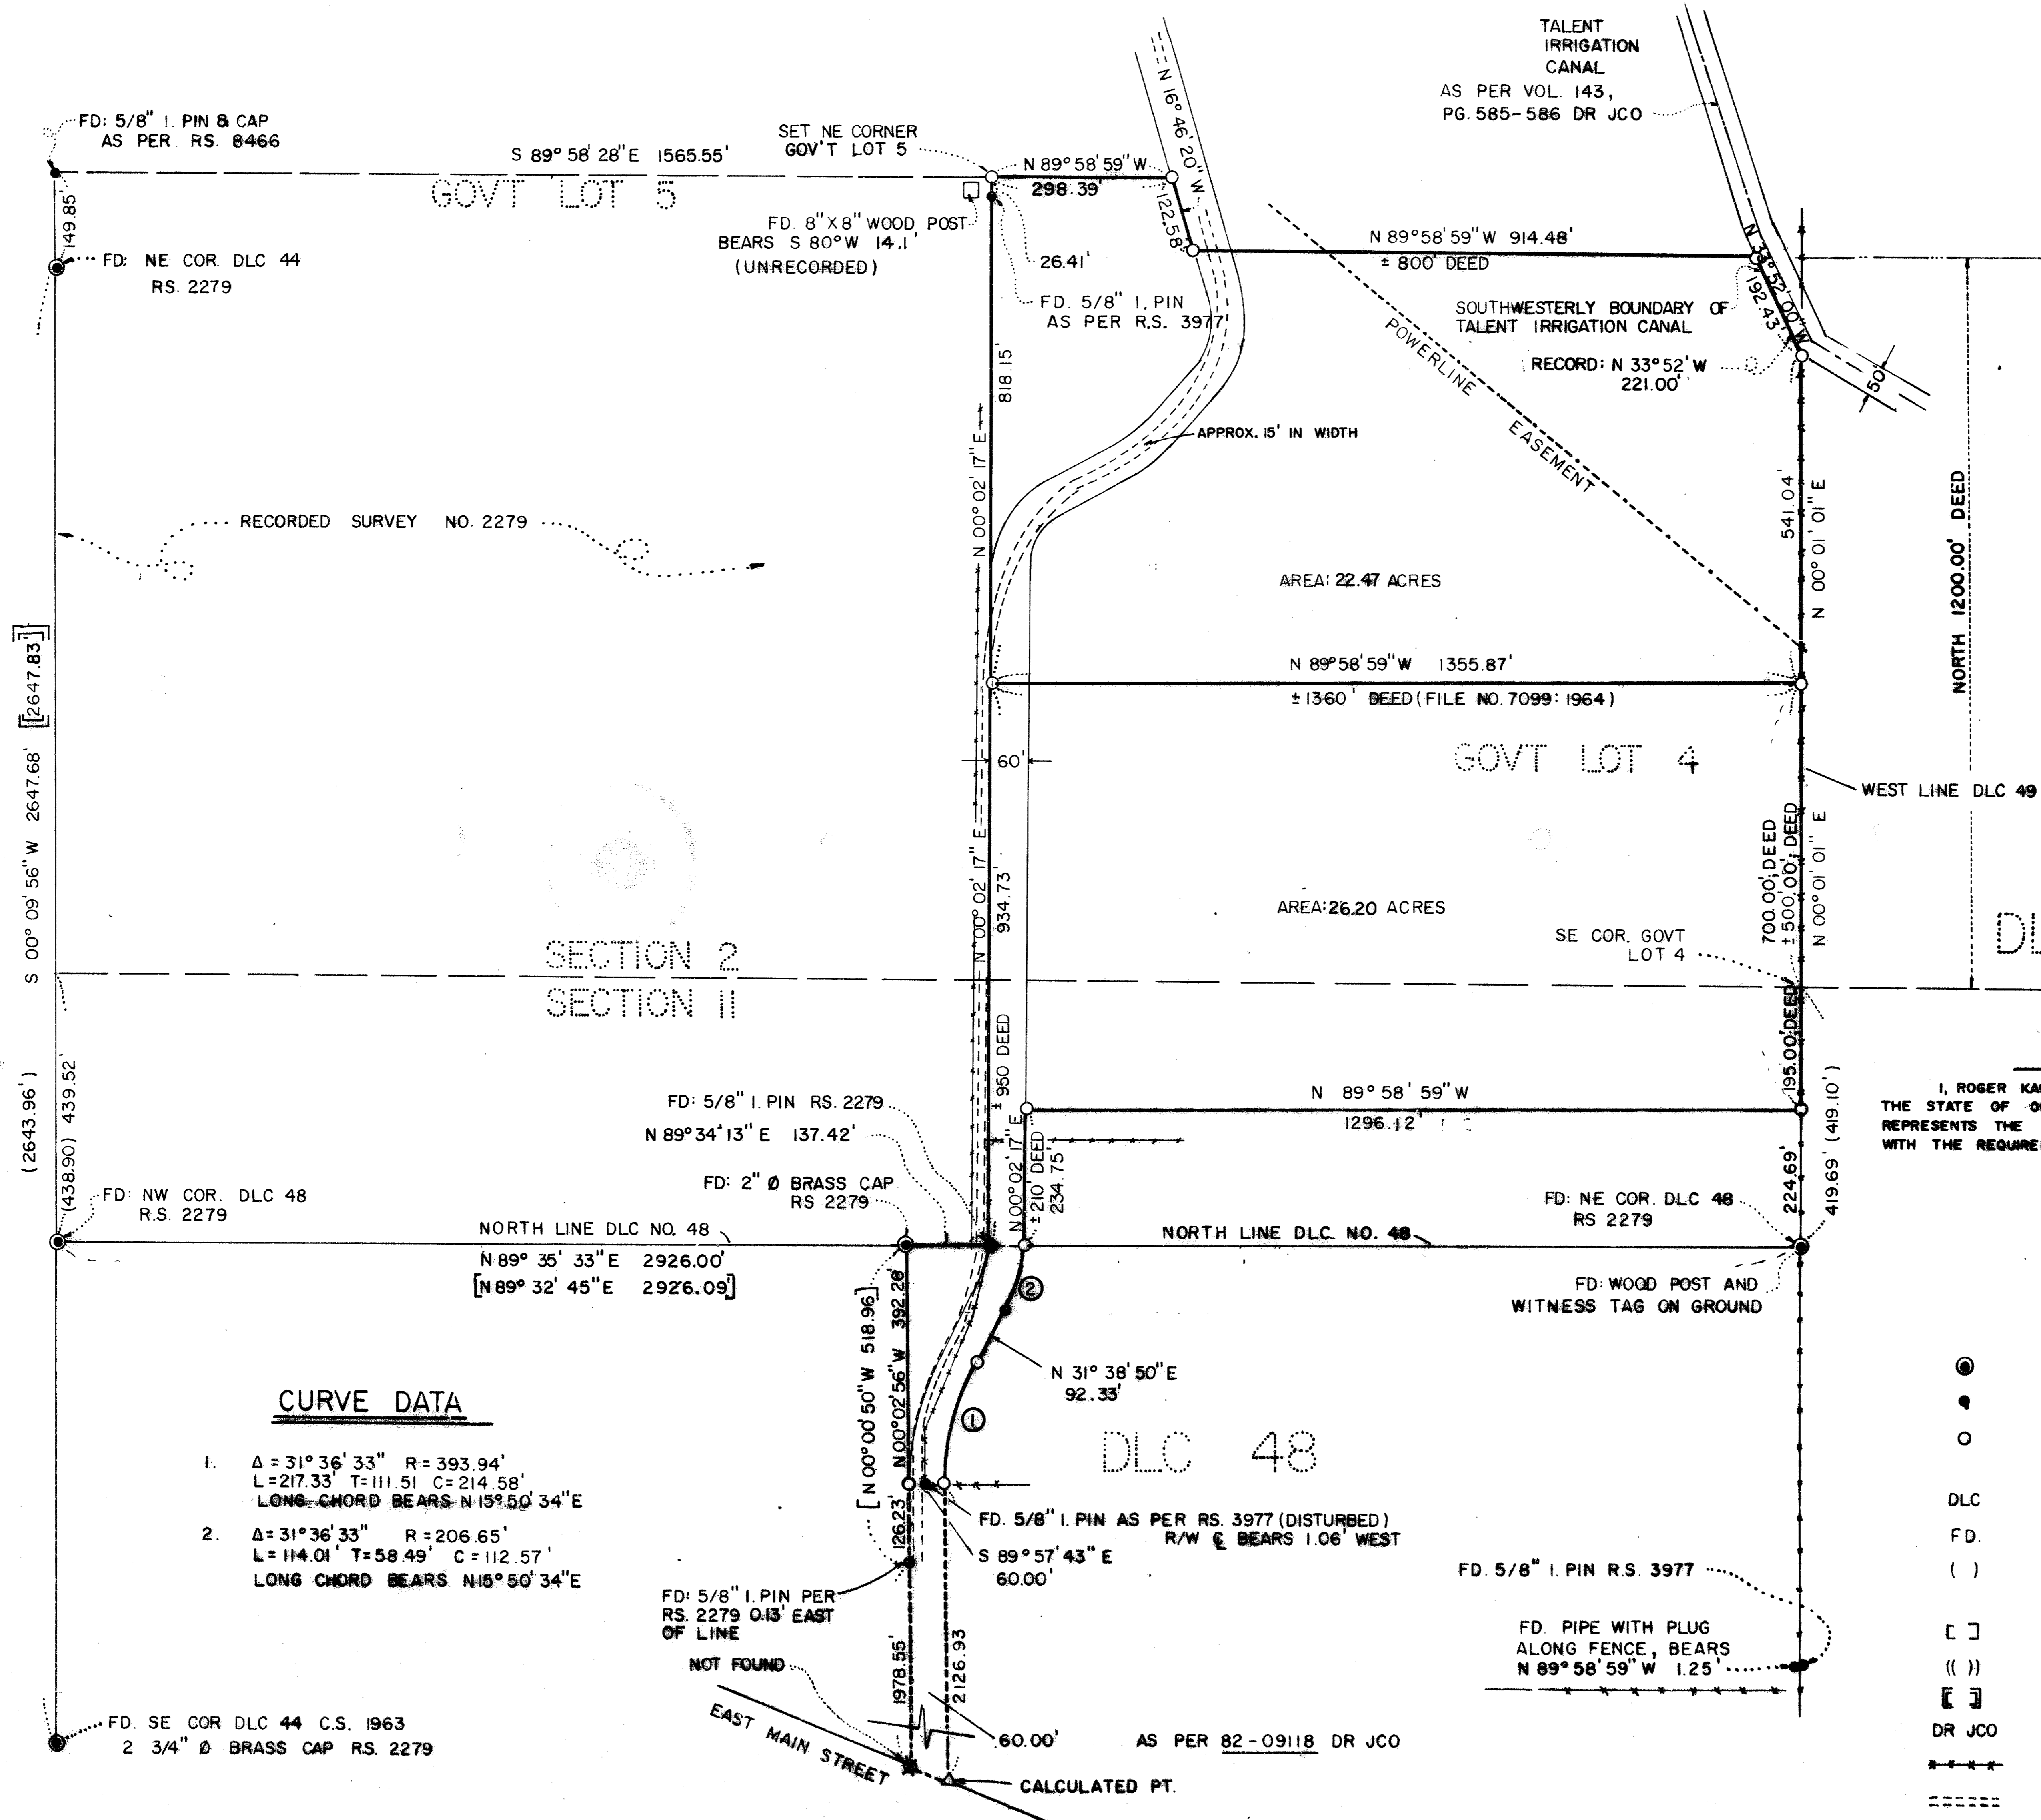 TALENT
IRRIGATION
CANAL
AS PER VOL. 143,
PG. 585-586 DR JCO
FD: 5/8" I. PIN & CAP
AS PER. RS. 8466
S 89° 58' 28" E 1565.55'
GOVT LOT 5
SET NE CORNER
GOV'T LOT 5
N 89° 58' 59" W
298.39'
N 16° 46' 20" W
122.58'
149.85'
FD: NE COR. DLC 44
RS. 2279
FD. 8" X 8" WOOD POST
BEARS S 80° W 14.1'
(UNRECORDED)
26.41'
FD. 5/8" I. PIN
AS PER R.S. 3977
N 89° 58' 59" W 914.48'
± 800' DEED
N 33° 52' 00" W
192.43'
SOUTHWESTERLY BOUNDARY OF
TALENT IRRIGATION CANAL
RECORD: N 33° 52' W
221.00'
50'
POWERLINE
EASEMENT
818.15'
N 00° 02' 17" E
APPROX. 15' IN WIDTH
RECORDED SURVEY NO. 2279
541.04'
N 00° 01' 01" E
NORTH 1200.00' DEED
AREA: 22.47 ACRES
S 00° 09' 56" W 2647.68' [[2647.83']]
(2643.96')
N 89° 58' 59" W 1355.87'
± 1360' DEED (FILE NO. 7099: 1964)
60'
GOVT LOT 4
WEST LINE DLC 49
N 00° 02' 17" E
934.73'
± 950 DEED
AREA: 26.20 ACRES
700.00', DEED
± 500.00', DEED
N 00° 01' 01" E
SE COR. GOVT
LOT 4
DL
SECTION 2
SECTION 11
195.00' DEED
(438.90) 439.52'
FD: 5/8" I. PIN RS. 2279
N 89° 34' 13" E 137.42'
FD: 2" Ø BRASS CAP
RS 2279
N 00° 02' 17" E
± 210' DEED
234.75'
N 89° 58' 59" W
1296.12'
224.69'
419.69' (419.10')
1, ROGER KA
THE STATE OF O
REPRESENTS THE
WITH THE REQUIRE
FD: NW COR. DLC 48
R.S. 2279
NORTH LINE DLC NO. 48
N 89° 35' 33" E 2926.00'
[N 89° 32' 45" E 2926.09']
NORTH LINE DLC. NO. 48
FD: NE COR. DLC 48
RS 2279
FD: WOOD POST AND
WITNESS TAG ON GROUND
[N 00° 00' 50" W 518.96']
N 00° 02' 56" W 392.26'
126.23'
2
N 31° 38' 50" E
92.33'
1
CURVE DATA
1. Δ = 31° 36' 33" R = 393.94'
L = 217.33' T = 111.51 C = 214.58'
LONG CHORD BEARS N 15° 50' 34" E
2. Δ = 31° 36' 33" R = 206.65'
L = 114.01' T = 58.49' C = 112.57'
LONG CHORD BEARS N 15° 50' 34" E
DLC 48
FD. 5/8" I. PIN AS PER RS. 3977 (DISTURBED)
R/W ℄ BEARS 1.06' WEST
S 89° 57' 43" E
60.00'
FD: 5/8" I. PIN PER
RS. 2279 0.13' EAST
OF LINE
NOT FOUND
1978.55'
2126.93
EAST MAIN STREET
60.00'
AS PER 82-09118 DR JCO
CALCULATED PT.
FD. SE COR DLC 44 C.S. 1963
2 3/4" Ø BRASS CAP RS. 2279
FD. 5/8" I. PIN R.S. 3977
FD. PIPE WITH PLUG
ALONG FENCE, BEARS
N 89° 58' 59" W 1.25'
DLC
FD.
( )
[ ]
(( ))
[[ ]]
DR JCO